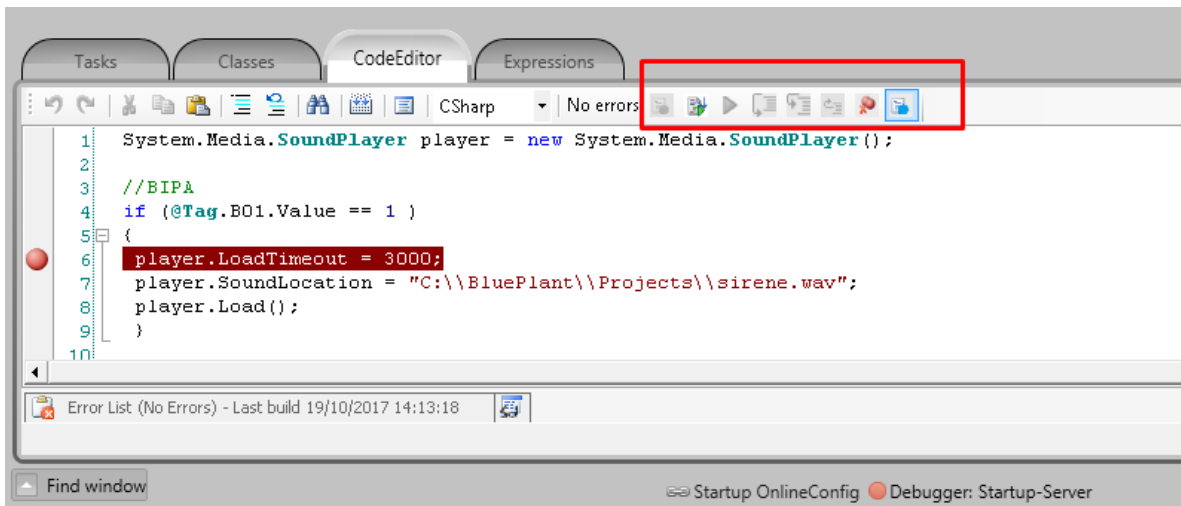 Tasks Classes CodeEditor Expressions
CSharp No errors
1 System.Media.SoundPlayer player = new System.Media.SoundPlayer();
2
3 //BIPA
4 if (@Tag.BO1.Value == 1 )
5 {
6 player.LoadTimeout = 3000;
7 player.SoundLocation = "C:\\BluePlant\\Projects\\sirene.wav";
8 player.Load();
9 }
10
Error List (No Errors) - Last build 19/10/2017 14:13:18
Find window Startup OnlineConfig Debugger: Startup-Server